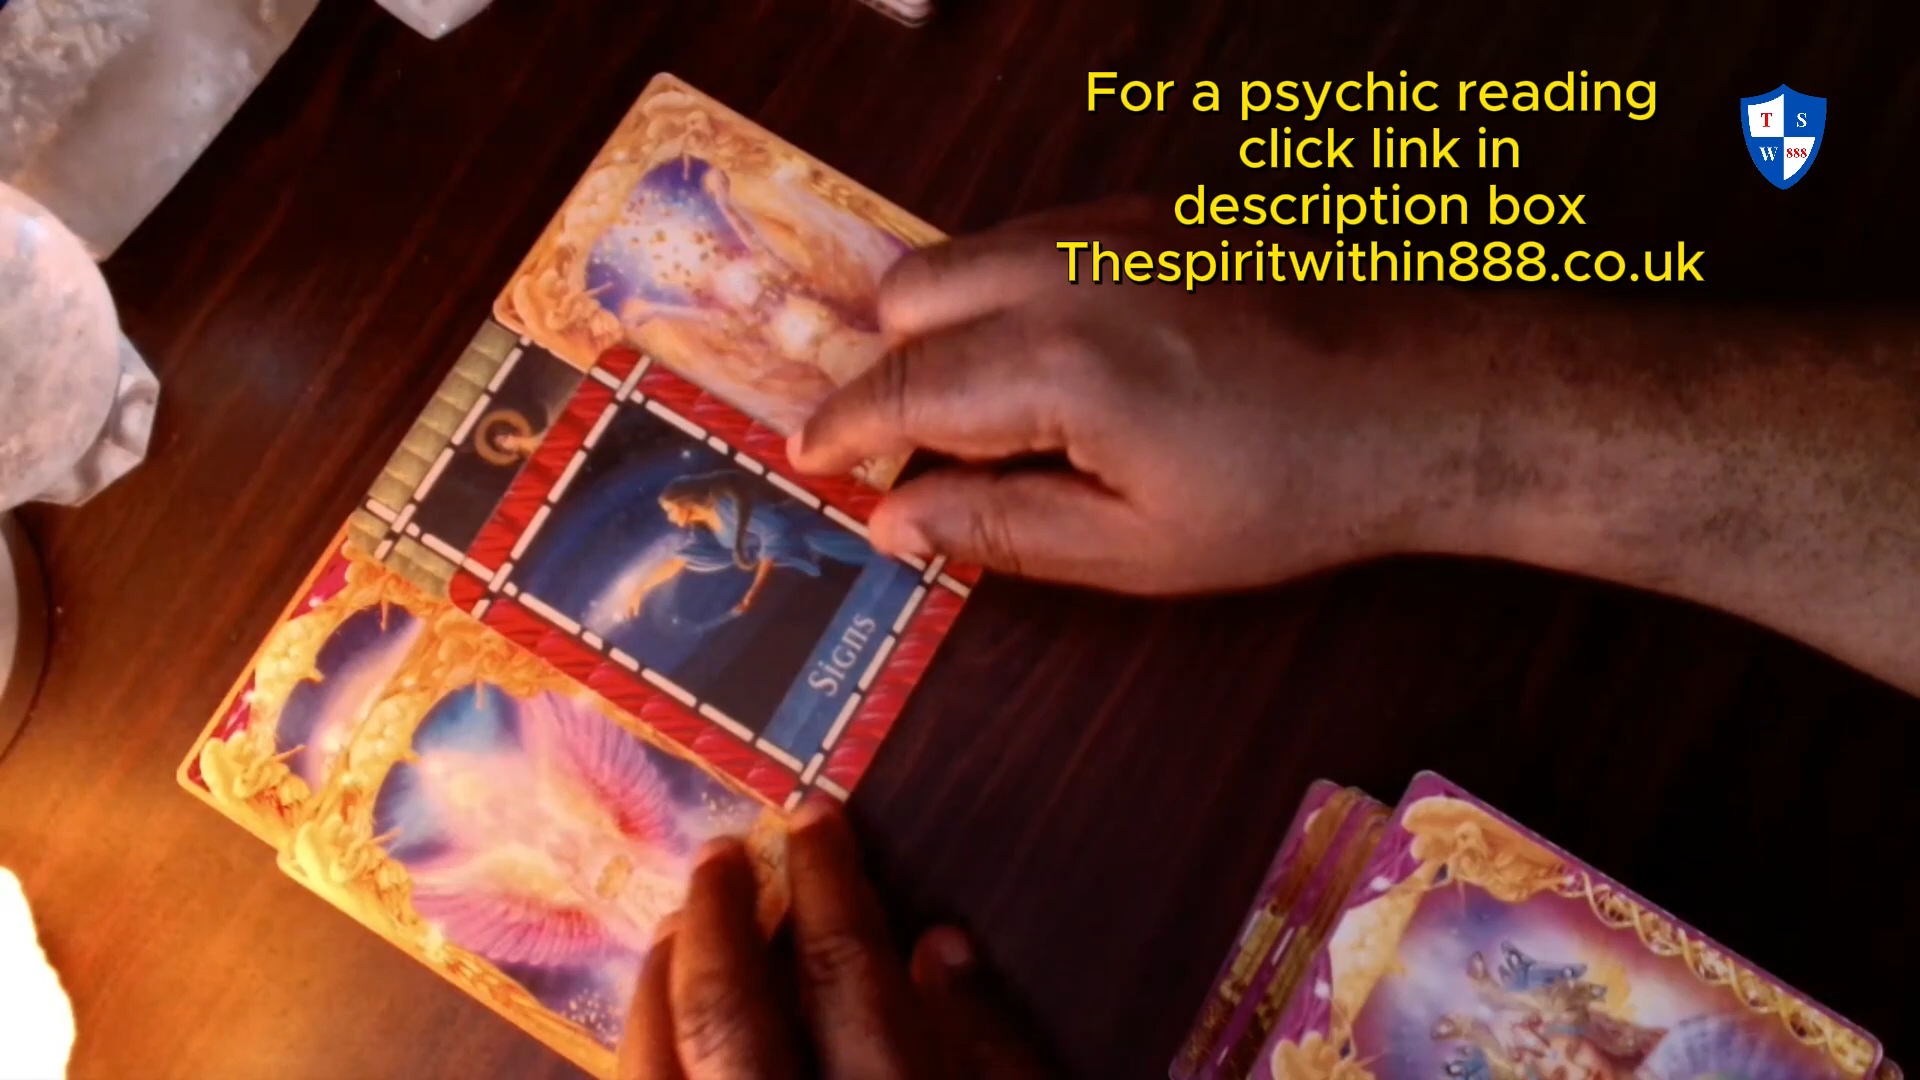 For a psychic reading
click link in
description box
Thespiritwithin888.co.uk
T S
W 888
Signs